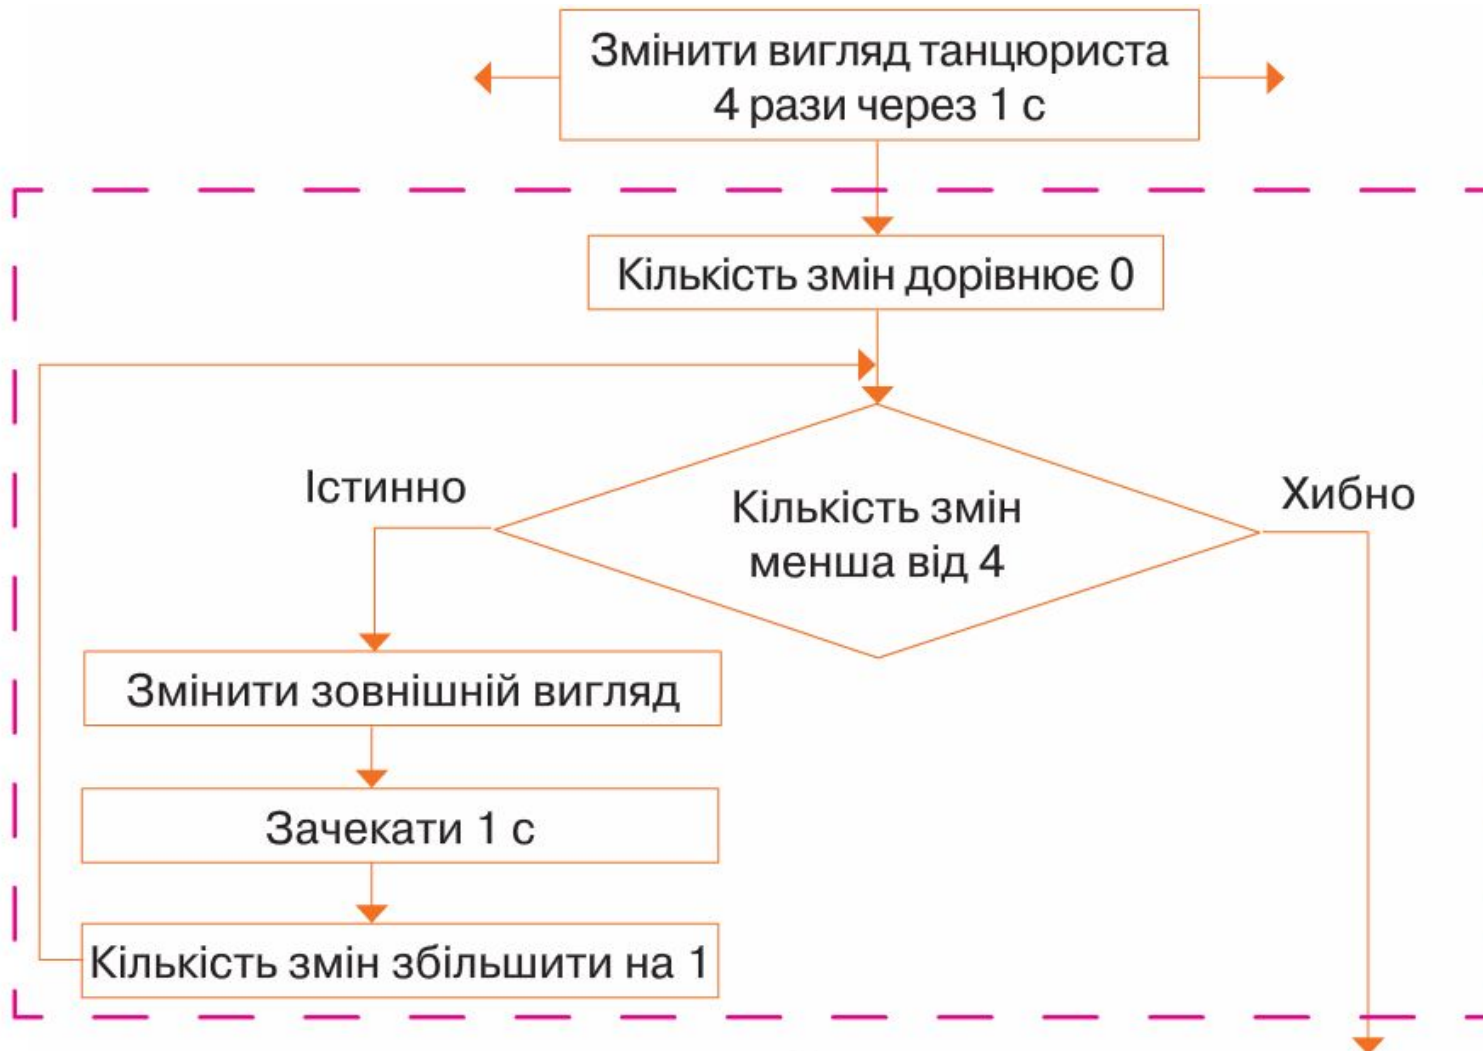 Змінити вигляд танцюриста
4 рази через 1 с
Кількість змін дорівнює 0
Істинно
Хибно
Кількість змін
менша від 4
Змінити зовнішній вигляд
Зачекати 1 с
Кількість змін збільшити на 1